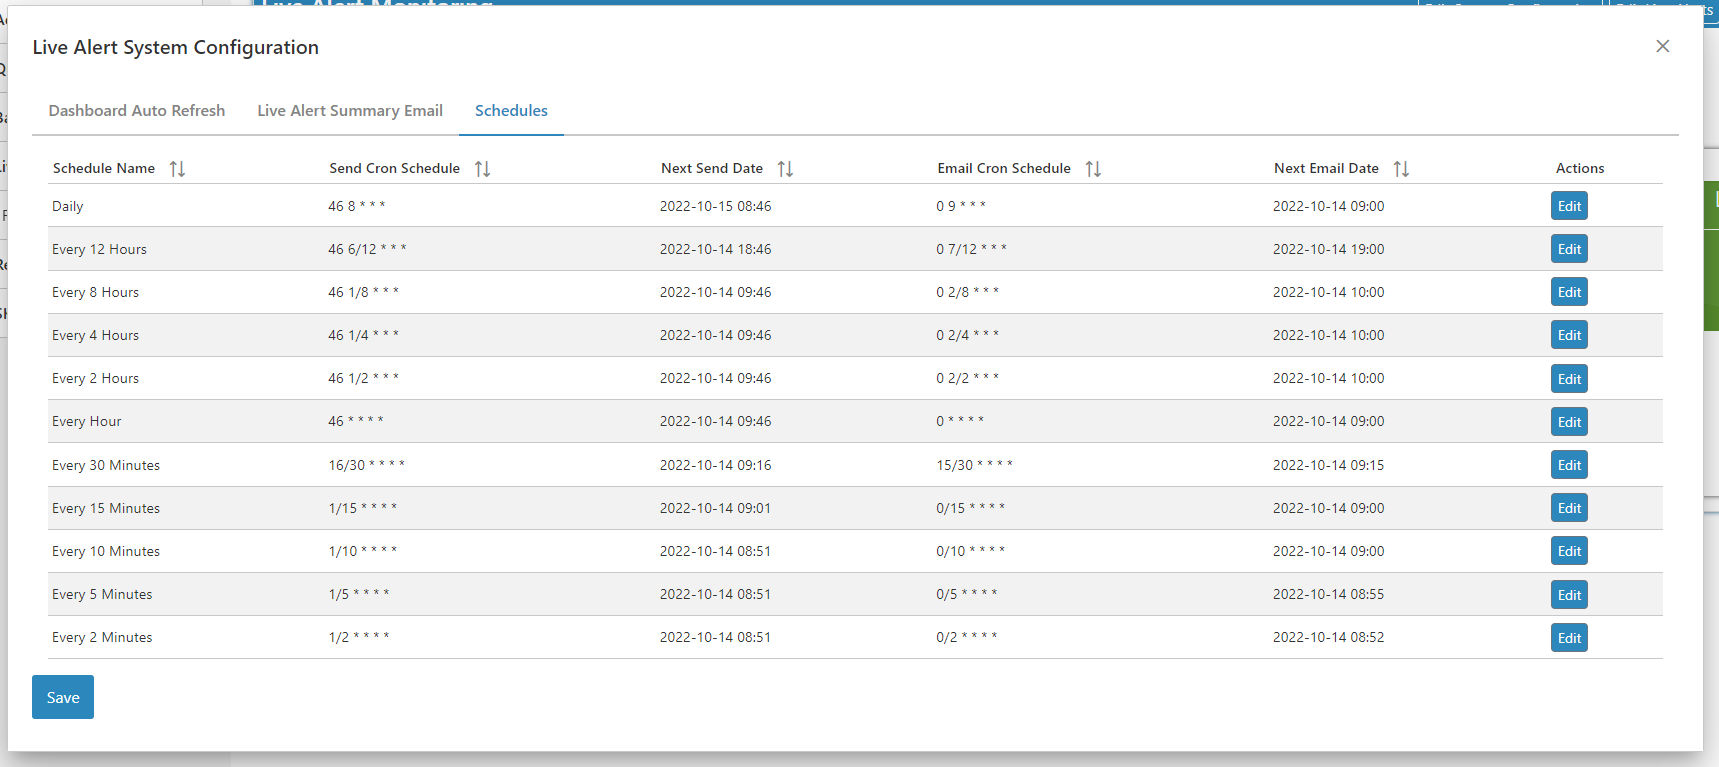 Live Alert Monitoring
Live Alert System Configuration
Dashboard Auto Refresh Live Alert Summary Email Schedules
Schedule Name Send Cron Schedule Next Send Date Email Cron Schedule Next Email Date Actions
Daily 46 8 * * * 2022-10-15 08:46 0 9 * * * 2022-10-14 09:00 Edit
Every 12 Hours 46 6/12 * * * 2022-10-14 18:46 0 7/12 * * * 2022-10-14 19:00 Edit
Every 8 Hours 46 1/8 * * * 2022-10-14 09:46 0 2/8 * * * 2022-10-14 10:00 Edit
Every 4 Hours 46 1/4 * * * 2022-10-14 09:46 0 2/4 * * * 2022-10-14 10:00 Edit
Every 2 Hours 46 1/2 * * * 2022-10-14 09:46 0 2/2 * * * 2022-10-14 10:00 Edit
Every Hour 46 * * * * 2022-10-14 09:46 0 * * * * 2022-10-14 09:00 Edit
Every 30 Minutes 16/30 * * * * 2022-10-14 09:16 15/30 * * * * 2022-10-14 09:15 Edit
Every 15 Minutes 1/15 * * * * 2022-10-14 09:01 0/15 * * * * 2022-10-14 09:00 Edit
Every 10 Minutes 1/10 * * * * 2022-10-14 08:51 0/10 * * * * 2022-10-14 09:00 Edit
Every 5 Minutes 1/5 * * * * 2022-10-14 08:51 0/5 * * * * 2022-10-14 08:55 Edit
Every 2 Minutes 1/2 * * * * 2022-10-14 08:51 0/2 * * * * 2022-10-14 08:52 Edit
Save